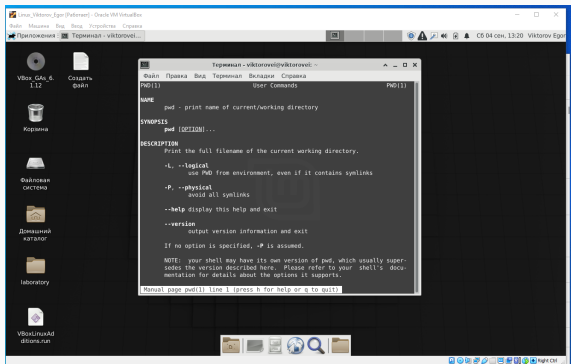 Linux_Viktorov_Egor [Работает] - Oracle VM VirtualBox
Файл Машина Вид Ввод Устройства Справка
Приложения Терминал - viktorovei... Сб 04 сен, 13:20 Viktorov Egor
VBox_GAs_6.
1.12
Создать
файл
Корзина
Файловая
система
Домашний
каталог
laboratory
VBoxLinuxAd
ditions.run
Терминал - viktorovei@viktorovei: ~
Файл Правка Вид Терминал Вкладки Справка
PWD(1) User Commands PWD(1)
NAME
pwd - print name of current/working directory
SYNOPSIS
pwd [OPTION]...
DESCRIPTION
Print the full filename of the current working directory.
-L, --logical
use PWD from environment, even if it contains symlinks
-P, --physical
avoid all symlinks
--help display this help and exit
--version
output version information and exit
If no option is specified, -P is assumed.
NOTE: your shell may have its own version of pwd, which usually super-
sedes the version described here. Please refer to your shell's docu-
mentation for details about the options it supports.
Manual page pwd(1) line 1 (press h for help or q to quit)
Right Ctrl